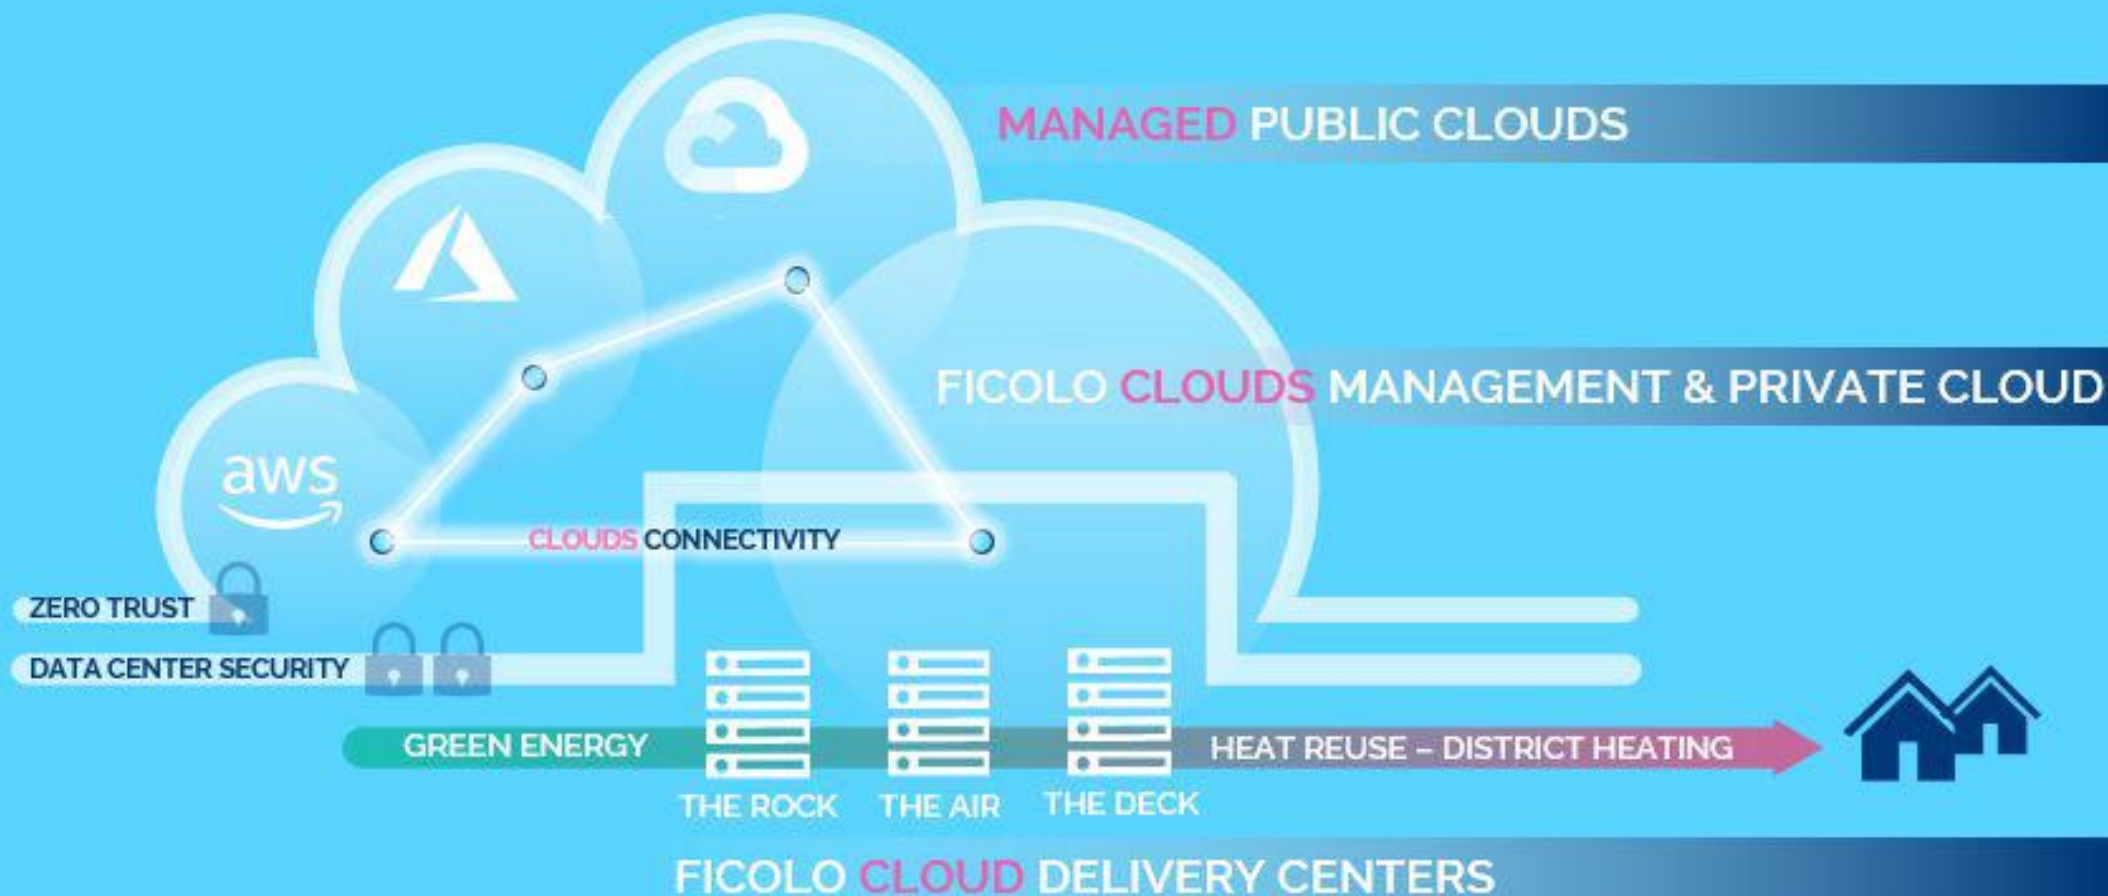 MANAGED PUBLIC CLOUDS
FICOLO CLOUDS MANAGEMENT & PRIVATE CLOUD
aws
CLOUDS CONNECTIVITY
ZERO TRUST
DATA CENTER SECURITY
GREEN ENERGY
HEAT REUSE – DISTRICT HEATING
THE ROCK
THE AIR
THE DECK
FICOLO CLOUD DELIVERY CENTERS